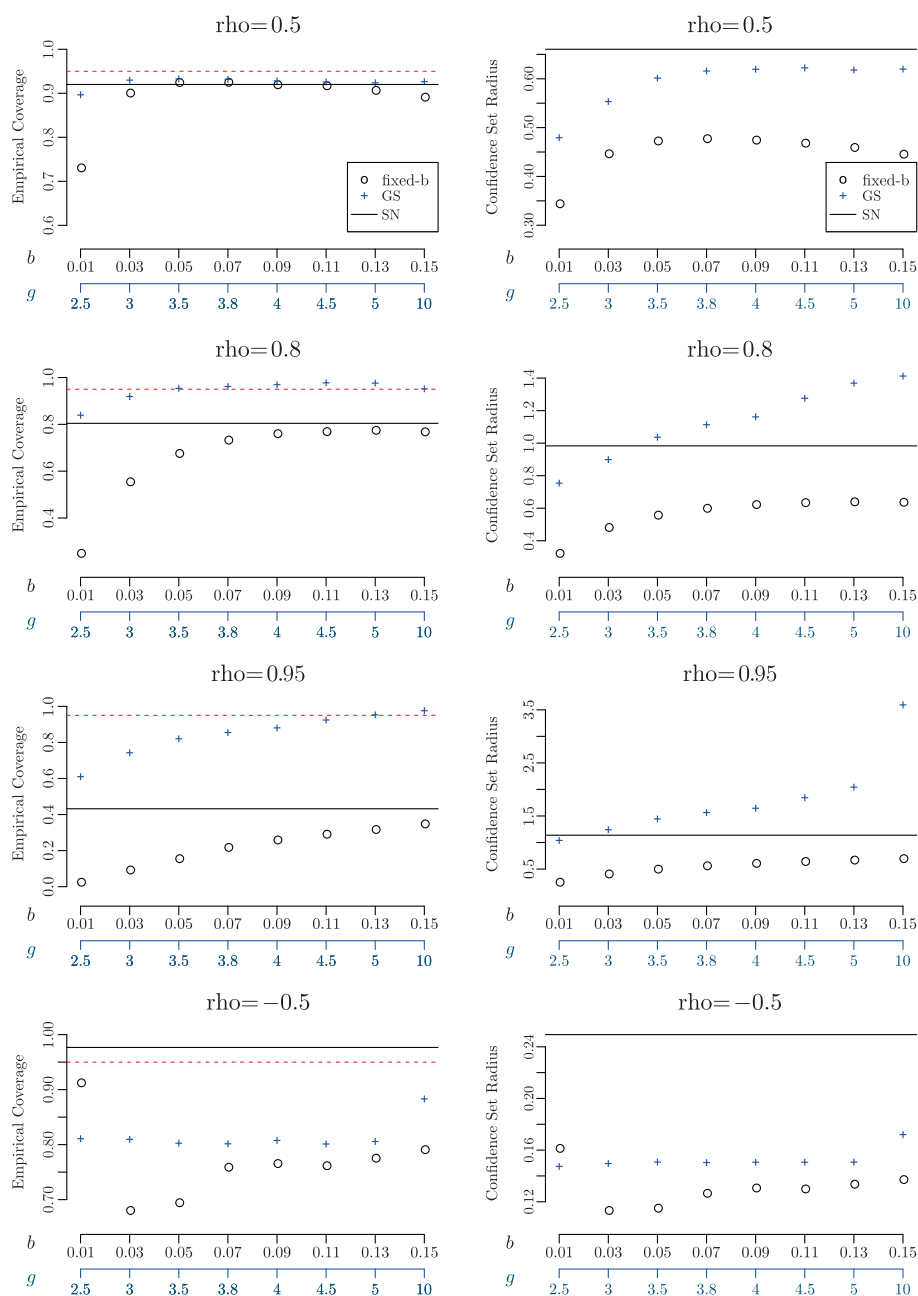 rho=0.5
Empirical Coverage
0.6 0.7 0.8 0.9 1.0
fixed-b
GS
SN
b 0.01 0.03 0.05 0.07 0.09 0.11 0.13 0.15
g 2.5 3 3.5 3.8 4 4.5 5 10
rho=0.5
Confidence Set Radius
0.30 0.40 0.50 0.60
fixed-b
GS
SN
0.01 0.03 0.05 0.07 0.09 0.11 0.13 0.15
2.5 3 3.5 3.8 4 4.5 5 10
rho=0.8
Empirical Coverage
0.4 0.6 0.8 1.0
b 0.01 0.03 0.05 0.07 0.09 0.11 0.13 0.15
g 2.5 3 3.5 3.8 4 4.5 5 10
rho=0.8
Confidence Set Radius
0.4 0.6 0.8 1.0 1.2 1.4
0.01 0.03 0.05 0.07 0.09 0.11 0.13 0.15
2.5 3 3.5 3.8 4 4.5 5 10
rho=0.95
Empirical Coverage
0.0 0.2 0.4 0.6 0.8 1.0
b 0.01 0.03 0.05 0.07 0.09 0.11 0.13 0.15
g 2.5 3 3.5 3.8 4 4.5 5 10
rho=0.95
Confidence Set Radius
0.5 1.5 2.5 3.5
0.01 0.03 0.05 0.07 0.09 0.11 0.13 0.15
2.5 3 3.5 3.8 4 4.5 5 10
rho=−0.5
Empirical Coverage
0.70 0.80 0.90 1.00
b 0.01 0.03 0.05 0.07 0.09 0.11 0.13 0.15
g 2.5 3 3.5 3.8 4 4.5 5 10
rho=−0.5
Confidence Set Radius
0.12 0.16 0.20 0.24
0.01 0.03 0.05 0.07 0.09 0.11 0.13 0.15
2.5 3 3.5 3.8 4 4.5 5 10